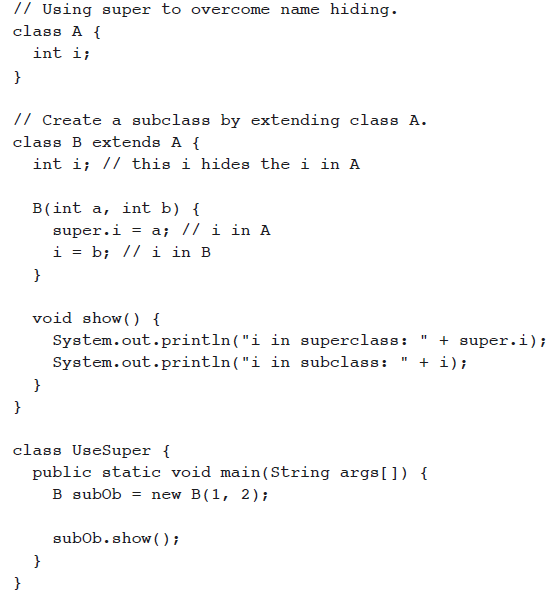 // Using super to overcome name hiding.
class A {
  int i;
}

// Create a subclass by extending class A.
class B extends A {
  int i; // this i hides the i in A

  B(int a, int b) {
    super.i = a; // i in A
    i = b; // i in B
  }

  void show() {
    System.out.println("i in superclass: " + super.i);
    System.out.println("i in subclass: " + i);
  }
}

class UseSuper {
  public static void main(String args[]) {
    B subOb = new B(1, 2);

    subOb.show();
  }
}